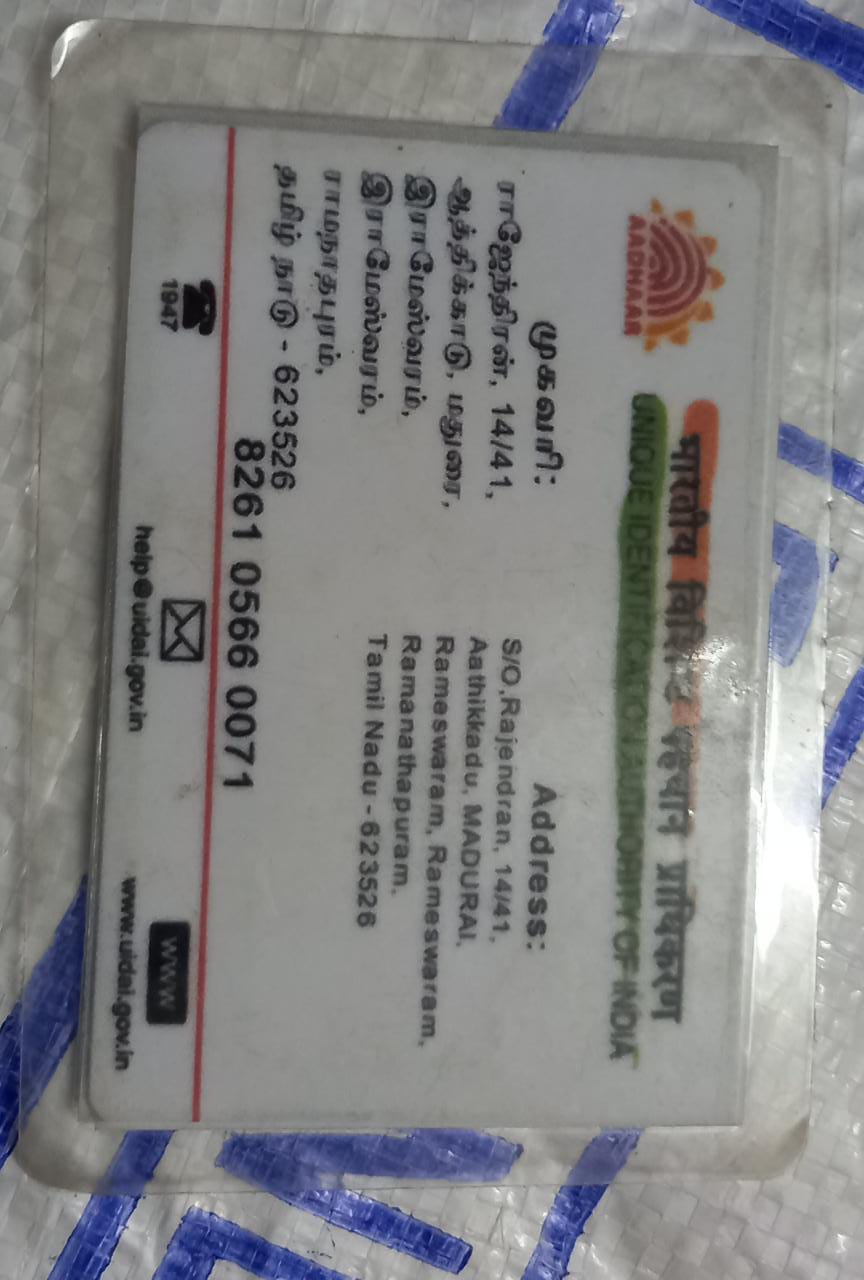 भारतीय विशिष्ट पहचान प्राधिकरण
UNIQUE IDENTIFICATION AUTHORITY OF INDIA
AADHAAR
முகவரி:
ராஜேந்திரன், 14/41,
ஆத்திக்காடு, மதுரை,
இராமேஸ்வரம்,
இராமேஸ்வரம்,
ராமநாதபுரம்,
தமிழ் நாடு - 623526
Address:
S/O,Rajendran, 14/41,
Aathikkadu, MADURAI,
Rameswaram, Rameswaram,
Ramanathapuram,
Tamil Nadu - 623526
8261 0566 0071
1947
help@uidai.gov.in
www
www.uidai.gov.in